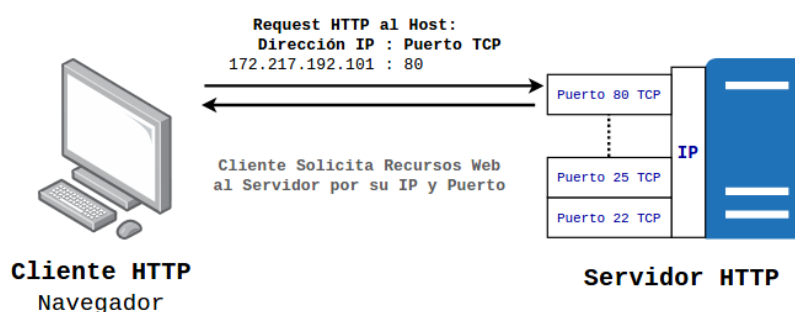 Request HTTP al Host:
Dirección IP : Puerto TCP
172.217.192.101 : 80
Puerto 80 TCP
IP
Cliente Solicita Recursos Web
al Servidor por su IP y Puerto
Puerto 25 TCP
Puerto 22 TCP
Cliente HTTP
Navegador
Servidor HTTP